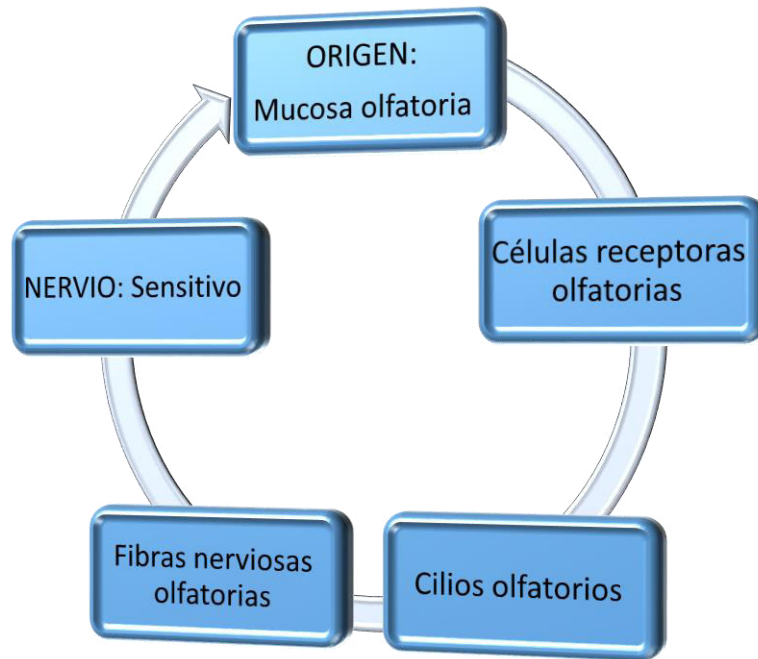 ORIGEN:
Mucosa olfatoria
Células receptoras
olfatorias
Cilios olfatorios
Fibras nerviosas
olfatorias
NERVIO: Sensitivo